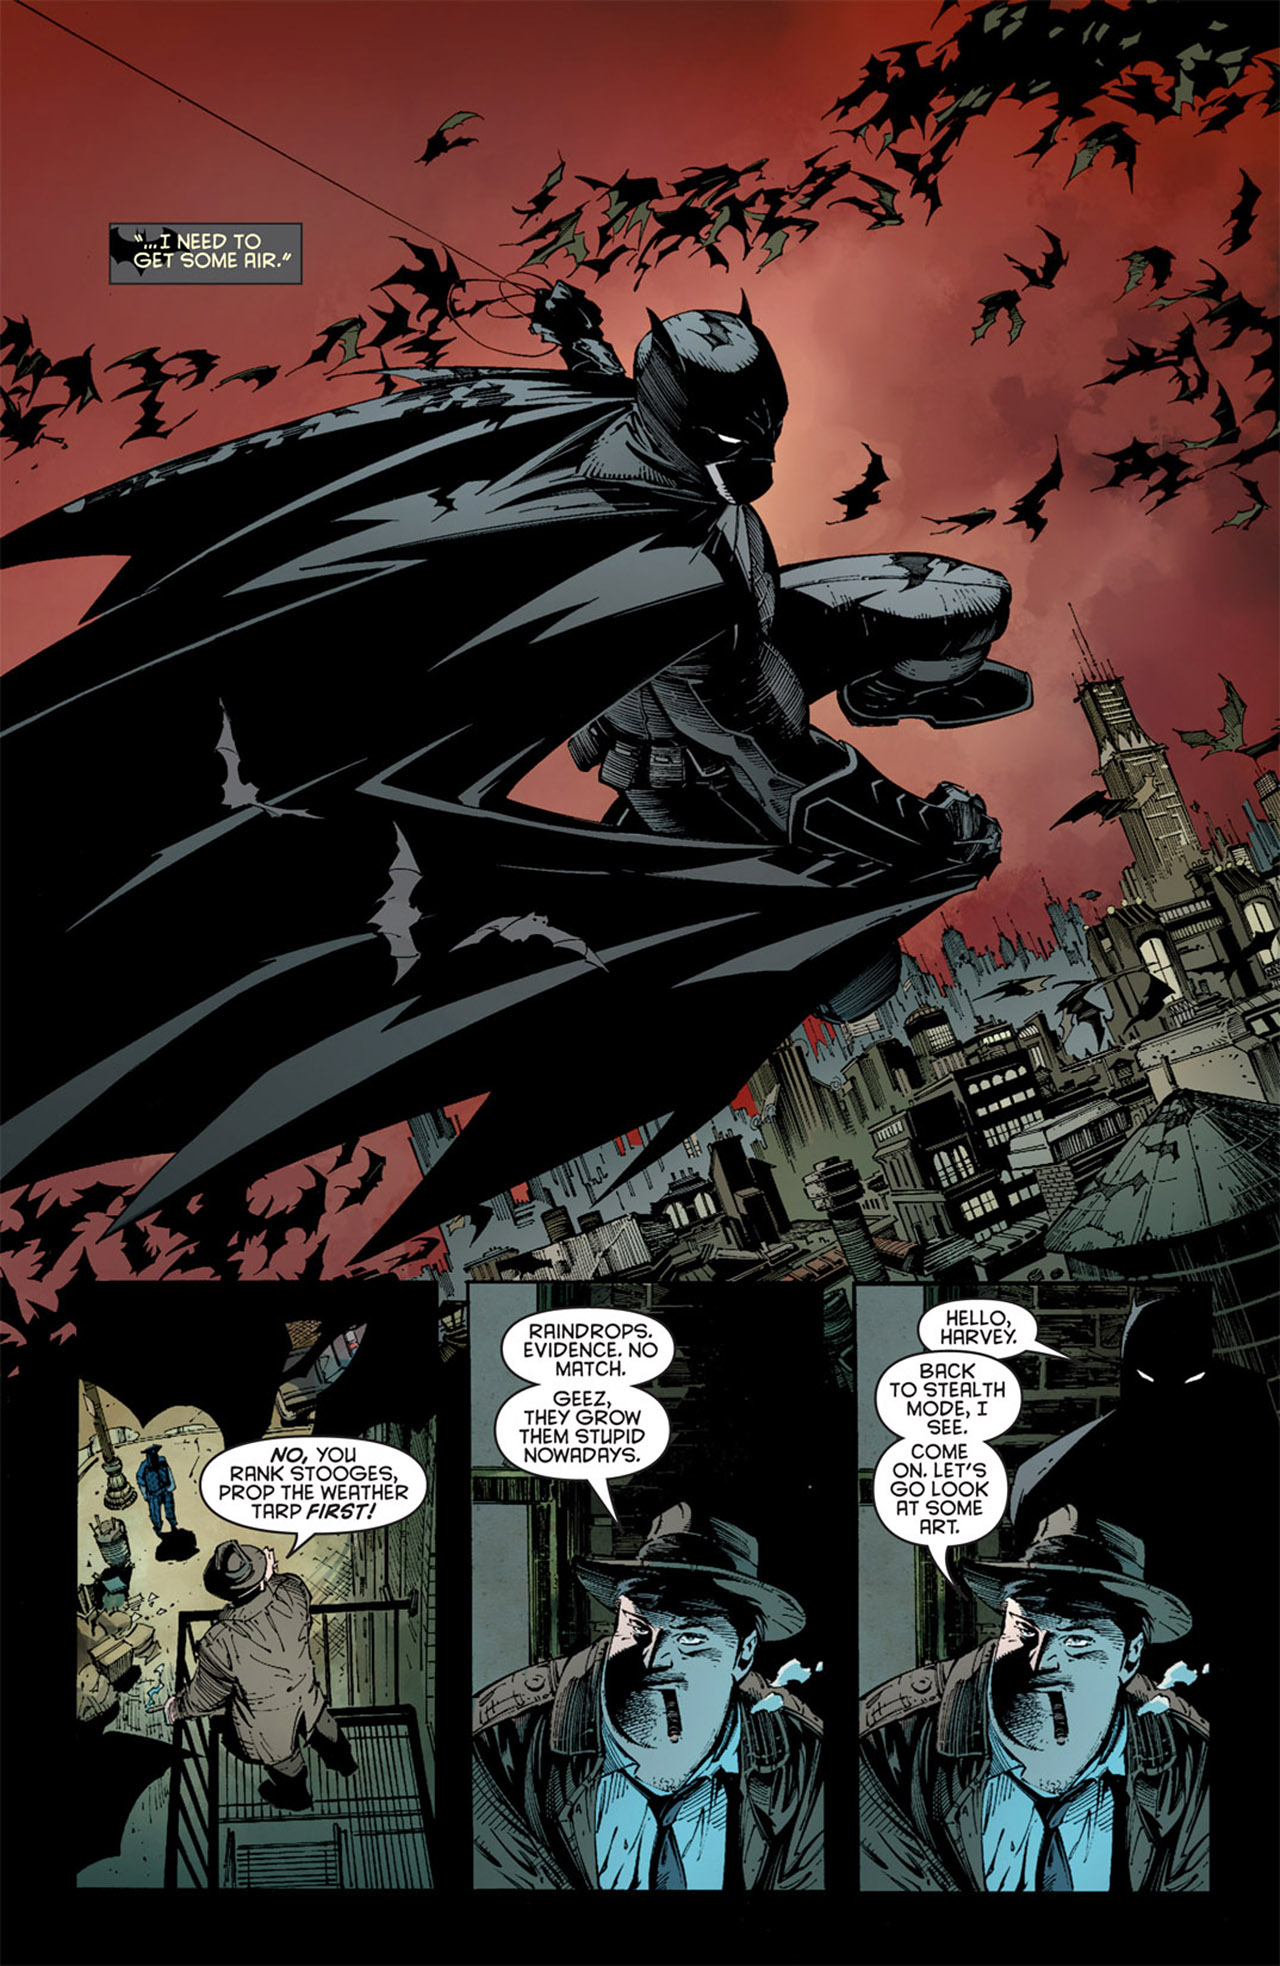 "...I NEED TO
GET SOME AIR."
NO, YOU
RANK STOOGES,
PROP THE WEATHER
TARP FIRST!
RAINDROPS.
EVIDENCE. NO
MATCH.
GEEZ,
THEY GROW
THEM STUPID
NOWADAYS.
HELLO,
HARVEY.
BACK
TO STEALTH
MODE, I
SEE.
COME
ON. LET'S
GO LOOK
AT SOME
ART.